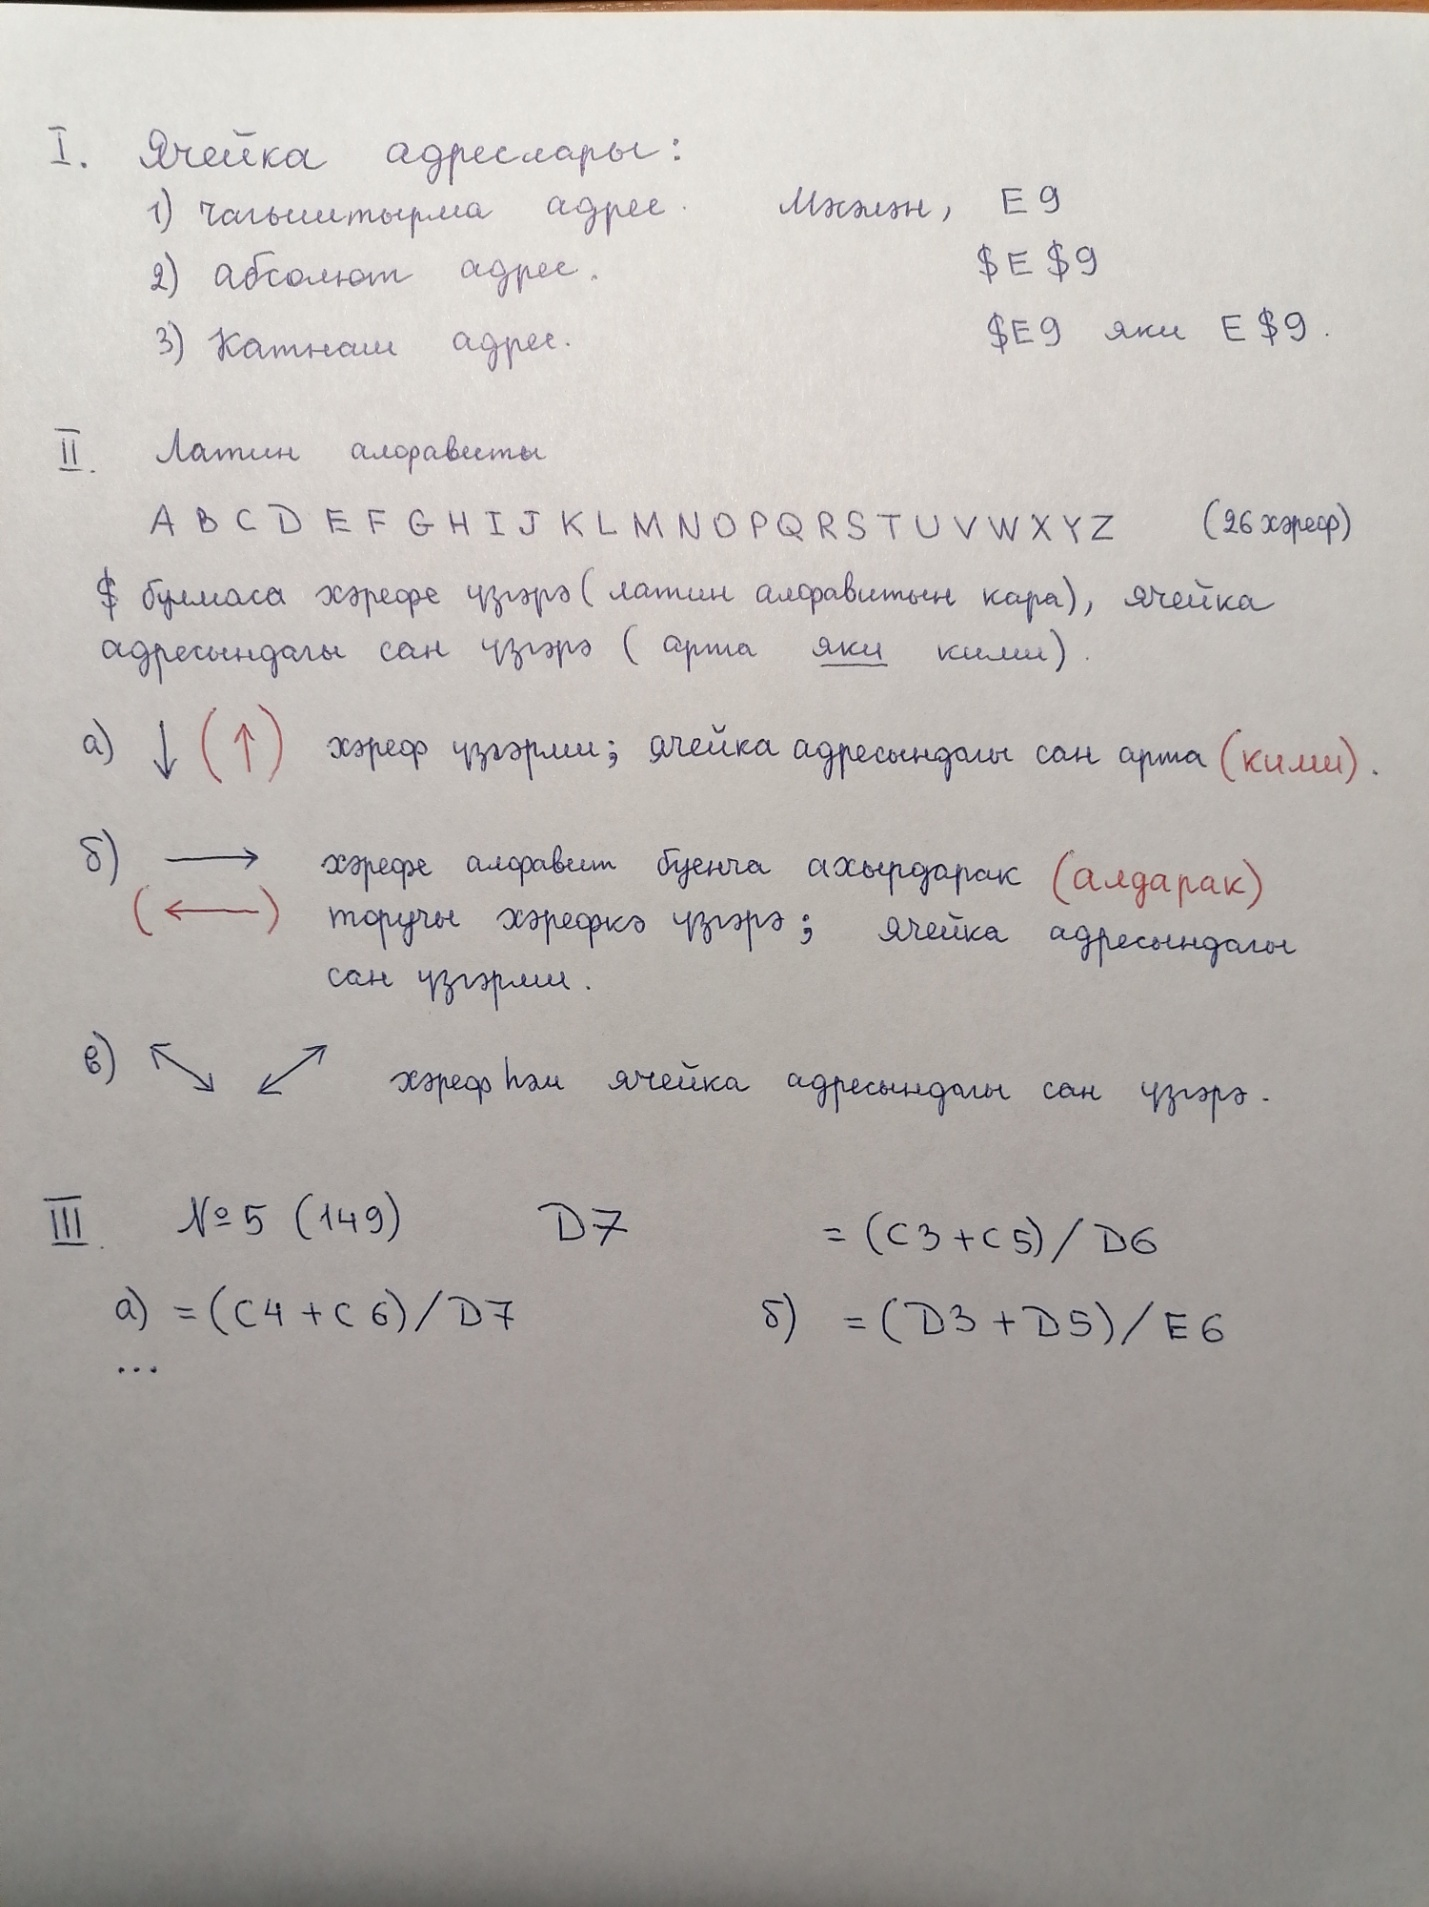 I. Ячейка адреслары:
1) Чагыштырма адрес. Мәсәлән, E9
2) Абсолют адрес. $E$9
3) Катнаш адрес. $E9 яки E$9.
II. Латин алфавиты
A B C D E F G H I J K L M N O P Q R S T U V W X Y Z (26 хәреф)
$ булмаса хәрефе үзгәрә (латин алфавитын кара), ячейка
адресындагы сан үзгәрә (арта яки кими).
а) ↓ (↑) хәреф үзгәрми; ячейка адресындагы сан арта (кими).
б) → хәрефе алфавит буенча ахырдарак (алдарак)
(←) торучы хәрефкә үзгәрә; ячейка адресындагы
сан үзгәрми.
в) ⤡ ⤢ хәреф һәм ячейка адресындагы сан үзгәрә.
III. №5 (149) D7 =(C3+C5)/D6
а) =(C4+C6)/D7 б) =(D3+D5)/E6
...